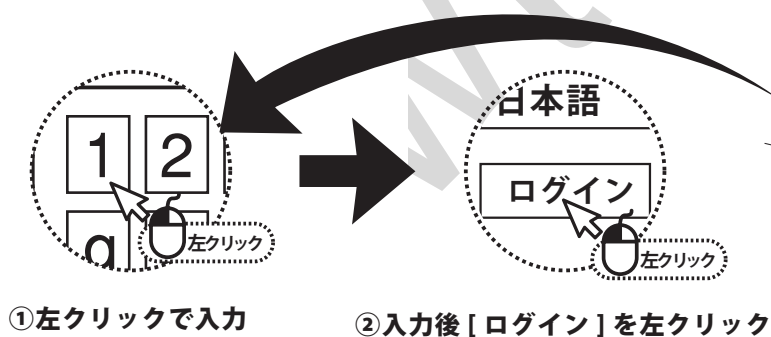 日本語
1 2
ログイン
左クリック
左クリック
①左クリックで入力
②入力後 [ ログイン ] を左クリック